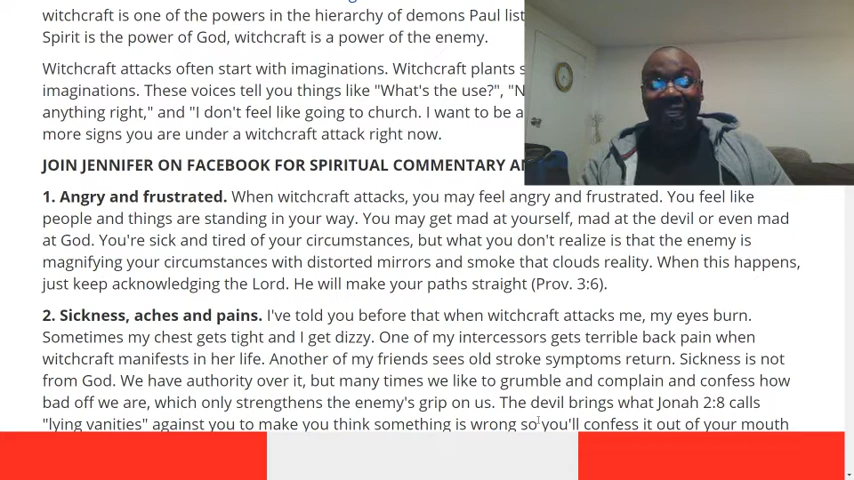 witchcraft is one of the powers in the hierarchy of demons Paul list
Spirit is the power of God, witchcraft is a power of the enemy.
Witchcraft attacks often start with imaginations. Witchcraft plants
imaginations. These voices tell you things like "What's the use?",
anything right," and "I don't feel like going to church. I want to be a
more signs you are under a witchcraft attack right now.
JOIN JENNIFER ON FACEBOOK FOR SPIRITUAL COMMENTARY
1. Angry and frustrated. When witchcraft attacks, you may feel angry and frustrated. You feel like
people and things are standing in your way. You may get mad at yourself, mad at the devil or even mad
at God. You're sick and tired of your circumstances, but what you don't realize is that the enemy is
magnifying your circumstances with distorted mirrors and smoke that clouds reality. When this happens,
just keep acknowledging the Lord. He will make your paths straight (Prov. 3:6).
2. Sickness, aches and pains. I've told you before that when witchcraft attacks me, my eyes burn.
Sometimes my chest gets tight and I get dizzy. One of my intercessors gets terrible back pain when
witchcraft manifests in her life. Another of my friends sees old stroke symptoms return. Sickness is not
from God. We have authority over it, but many times we like to grumble and complain and confess how
bad off we are, which only strengthens the enemy's grip on us. The devil brings what Jonah 2:8 calls
"lying vanities" against you to make you think something is wrong so you'll confess it out of your mouth